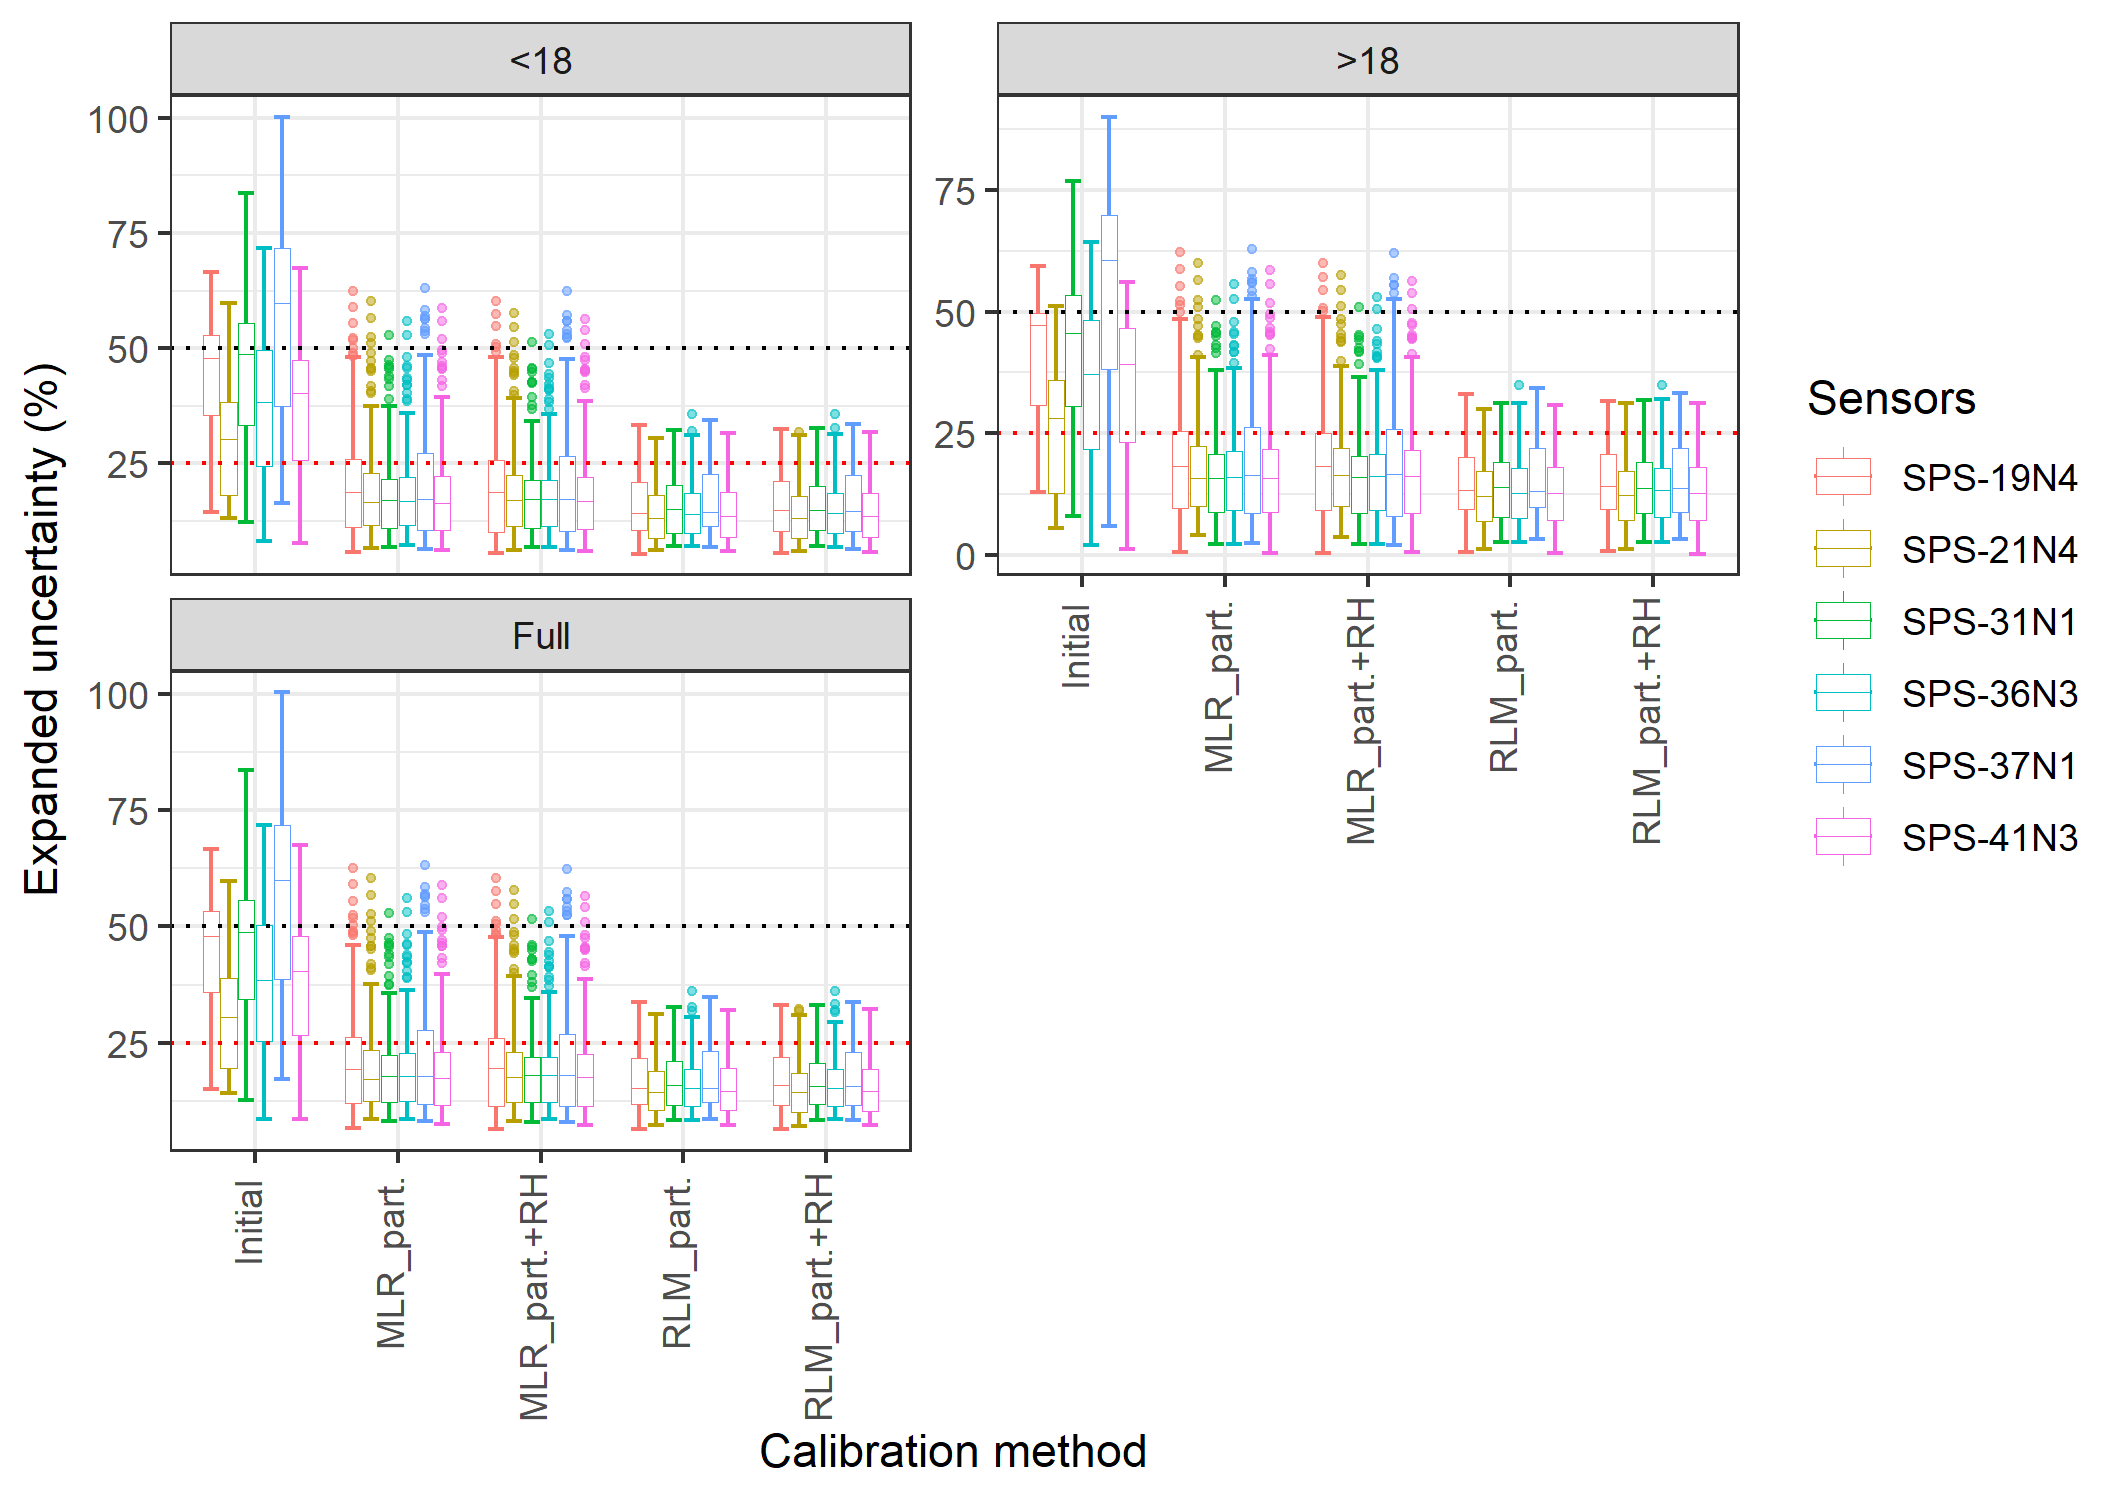 <18
>18
100
75
50
25
75
50
25
0
Initial
MLR_part.
MLR_part.+RH
RLM_part.
RLM_part.+RH
Full
100
75
50
25
Initial
MLR_part.
MLR_part.+RH
RLM_part.
RLM_part.+RH
Expanded uncertainty (%)
Calibration method
Sensors
SPS-19N4
SPS-21N4
SPS-31N1
SPS-36N3
SPS-37N1
SPS-41N3